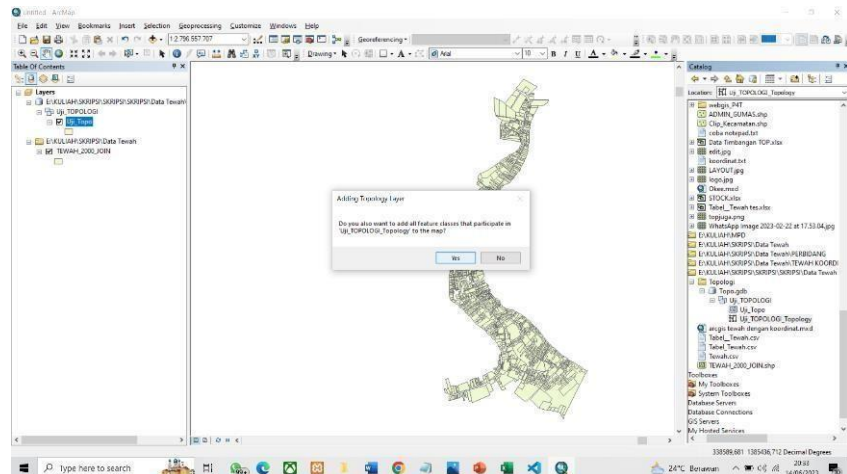 Untitled - ArcMap
File Edit View Bookmarks Insert Selection Geoprocessing Customize Windows Help
1:2.796.557.707
Georeferencing
Drawing
Arial
10
B I U A
Table Of Contents
Layers
E:\KULIAH\SKRIPSI\SKRIPSI\SKRIPSI\Data Tewah\
Uji_TOPOLOGI
Uji_Topo
E:\KULIAH\SKRIPSI\Data Tewah
TEWAH_2000_JOIN
Adding Topology Layer
Do you also want to add all feature classes that participate in
'Uji_TOPOLOGI_Topology' to the map?
Yes No
Catalog
Location: Uji_TOPOLOGI_Topology
webgis_P4T
ADMIN_GUMAS.shp
Clip_Kecamatan.shp
coba notepad.txt
Data Timbangan TOP.xlsx
edit.jpg
koordinat.txt
LAYOUT.jpg
logo.jpg
Okee.mxd
STOCK.xlsx
Tabel_Tewah tes.xlsx
topjuga.png
WhatsApp Image 2023-02-22 at 17.53.04.jpg
E:\KULIAH\MPD
E:\KULIAH\SKRIPSI\Data Tewah
E:\KULIAH\SKRIPSI\Data Tewah\PERBIDANG
E:\KULIAH\SKRIPSI\Data Tewah\TEWAH KOORDI
E:\KULIAH\SKRIPSI\SKRIPSI\SKRIPSI\Data Tewah
Topologi
Topo.gdb
Uji_TOPOLOGI
Uji_Topo
Uji_TOPOLOGI_Topology
arcgis tewah dengan koordinat.mxd
Tabel__Tewah.csv
Tabel_Tewah.csv
Tewah.csv
TEWAH_2000_JOIN.shp
Toolboxes
My Toolboxes
System Toolboxes
Database Servers
Database Connections
GIS Servers
My Hosted Services
338589,681 1385436,712 Decimal Degrees
Type here to search
99+
24°C Berawan
14/06/2023